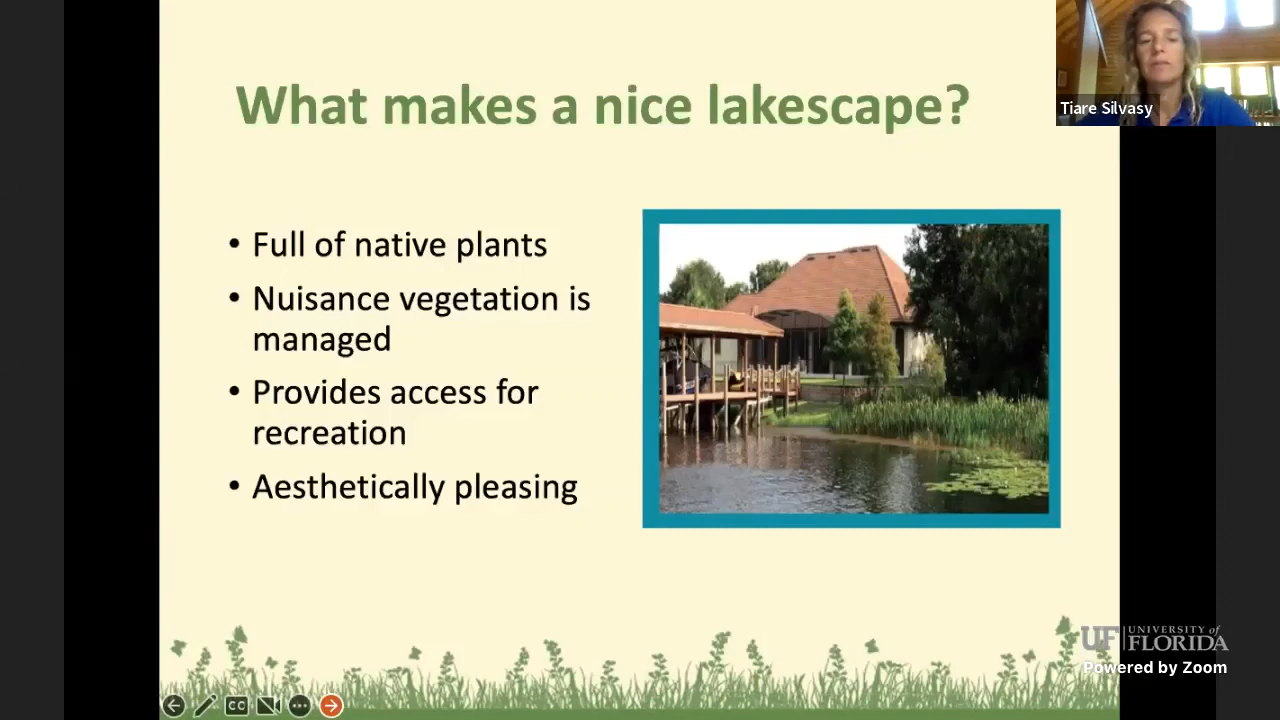 What makes a nice lakescape?
Tiare Silvasy
• Full of native plants
• Nuisance vegetation is
managed
• Provides access for
recreation
• Aesthetically pleasing
UF UNIVERSITY of
FLORIDA
Powered by Zoom
CC